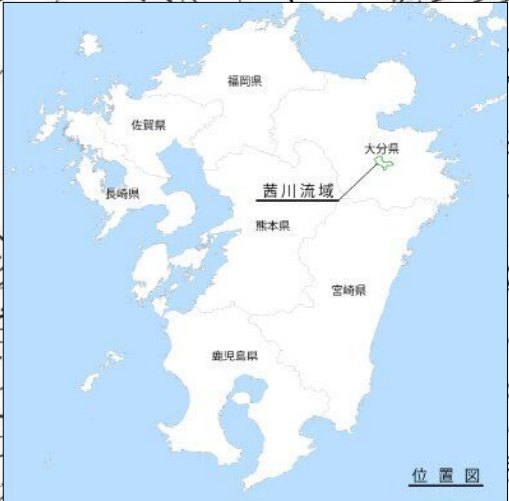 福岡県
佐賀県
大分県
長崎県
茜川流域
熊本県
宮崎県
鹿児島県
位置図